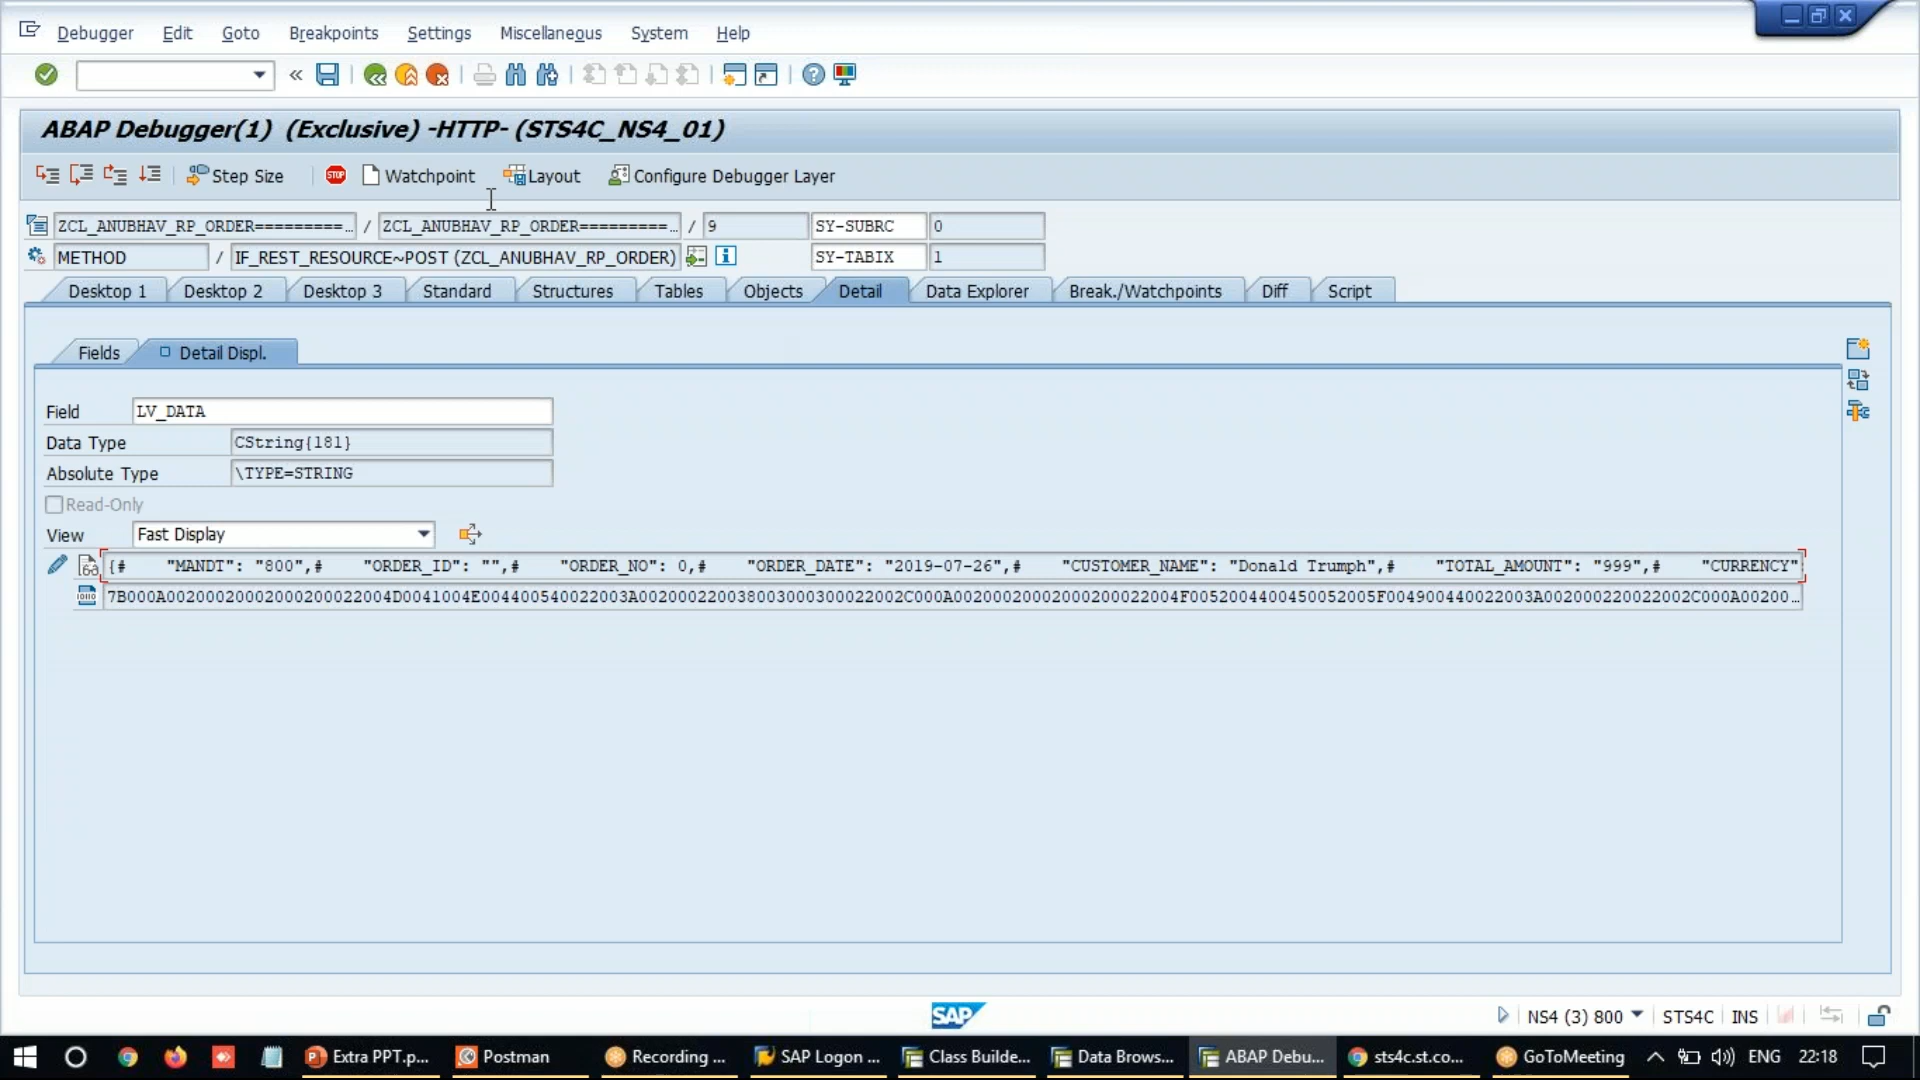 Debugger Edit Goto Breakpoints Settings Miscellaneous System Help
ABAP Debugger(1) (Exclusive) -HTTP- (STS4C_NS4_01)
Step Size STOP Watchpoint Layout Configure Debugger Layer
ZCL_ANUBHAV_RP_ORDER=========… / ZCL_ANUBHAV_RP_ORDER=========… / 9 SY-SUBRC 0
METHOD / IF_REST_RESOURCE~POST (ZCL_ANUBHAV_RP_ORDER) SY-TABIX 1
Desktop 1 Desktop 2 Desktop 3 Standard Structures Tables Objects Detail Data Explorer Break./Watchpoints Diff Script
Fields Detail Displ.
Field LV_DATA
Data Type CString{181}
Absolute Type \TYPE=STRING
Read-Only
View Fast Display
{#    "MANDT": "800",#    "ORDER_ID": "",#    "ORDER_NO": 0,#    "ORDER_DATE": "2019-07-26",#    "CUSTOMER_NAME": "Donald Trumph",#    "TOTAL_AMOUNT": "999",#    "CURRENCY"
7B000A00200020002000200022004D0041004E004400540022003A002000220038003000300022002C000A00200020002000200022004F0052004400450052005F004900440022003A002000220022002C000A00200…
SAP NS4 (3) 800 STS4C INS
Extra PPT.p... Postman Recording ... SAP Logon ... Class Builde... Data Brows... ABAP Debu... sts4c.st.co... GoToMeeting ENG 22:18